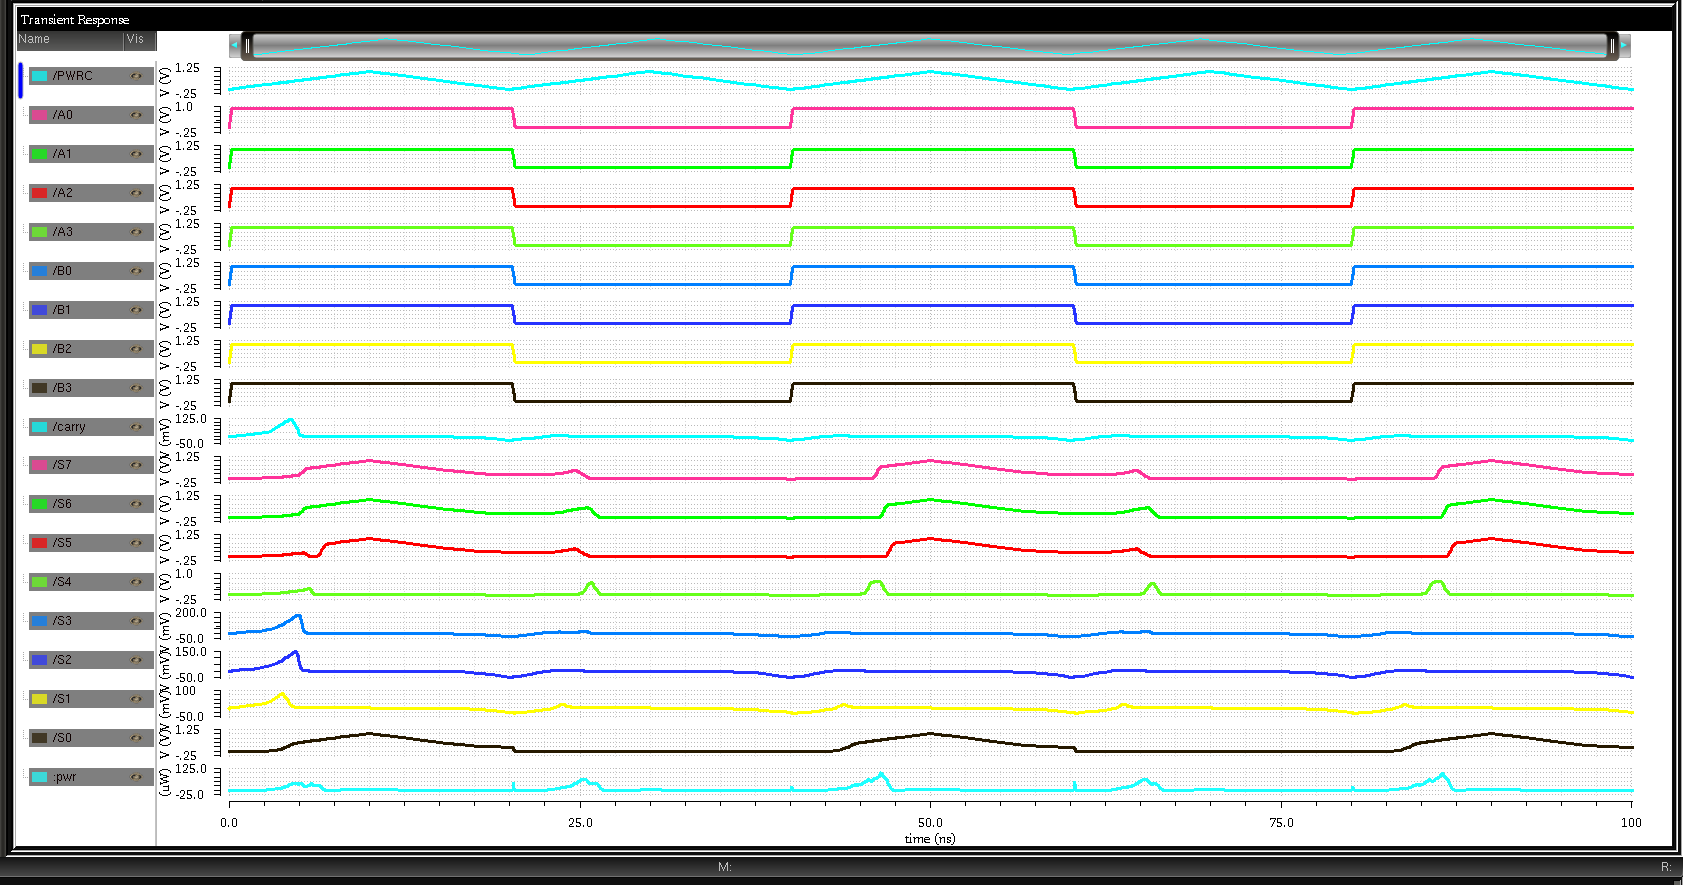 Transient Response
Name Vis
/PWRC V (V) 1.25 -.25
/A0 V (V) 1.0 -.25
/A1 V (V) 1.25 -.25
/A2 V (V) 1.25 -.25
/A3 V (V) 1.25 -.25
/B0 V (V) 1.25 -.25
/B1 V (V) 1.25 -.25
/B2 V (V) 1.25 -.25
/B3 V (V) 1.25 -.25
/carry V (mV) 125.0 -50.0
/S7 V (V) 1.25 -.25
/S6 V (V) 1.25 -.25
/S5 V (V) 1.25 -.25
/S4 V (V) 1.0 -.25
/S3 V (mV) 200.0 -50.0
/S2 V (mV) 150.0 -50.0
/S1 V (mV) 100 -50.0
/S0 V (V) 1.25 -.25
:pwr (uW) 125.0 -25.0
0.0 25.0 50.0 75.0 100
time (ns)
M: R: